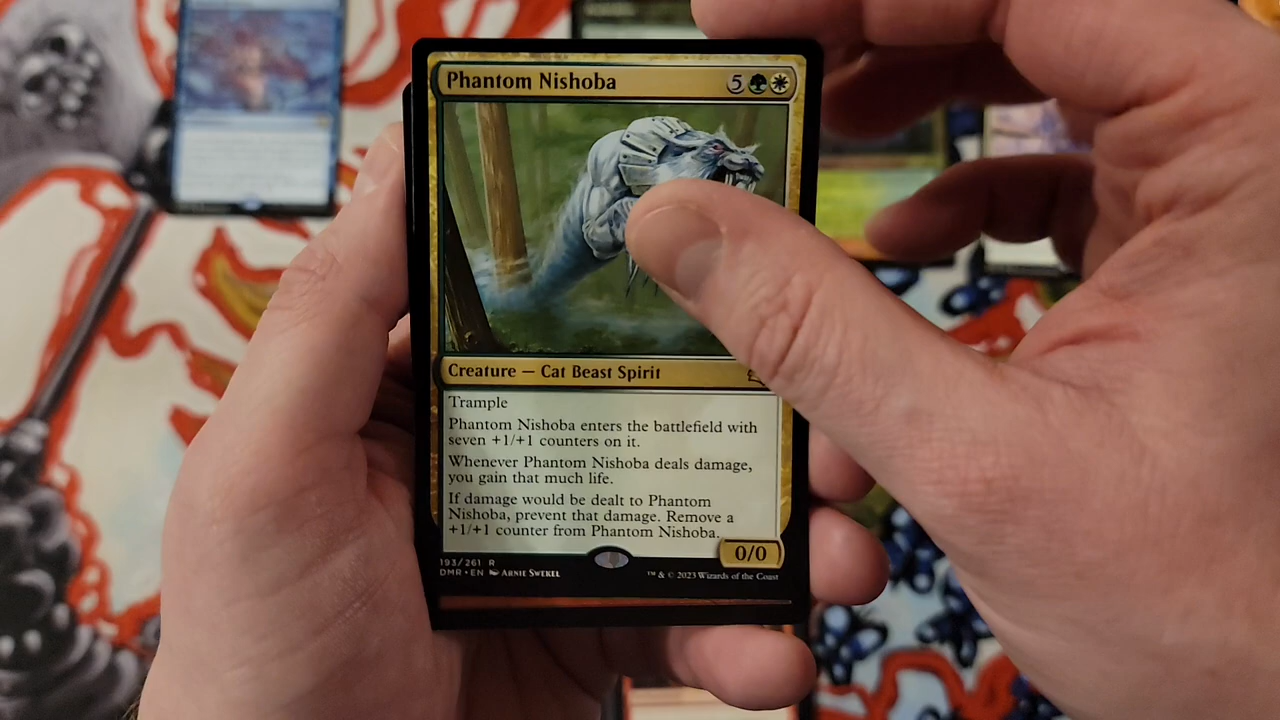 Phantom Nishoba 5
Creature — Cat Beast Spirit
Trample
Phantom Nishoba enters the battlefield with
seven +1/+1 counters on it.
Whenever Phantom Nishoba deals damage,
you gain that much life.
If damage would be dealt to Phantom
Nishoba, prevent that damage. Remove a
+1/+1 counter from Phantom Nishoba.
0/0
193/261 R
DMR • EN Arnie Swekel
™ & © 2023 Wizards of the Coast